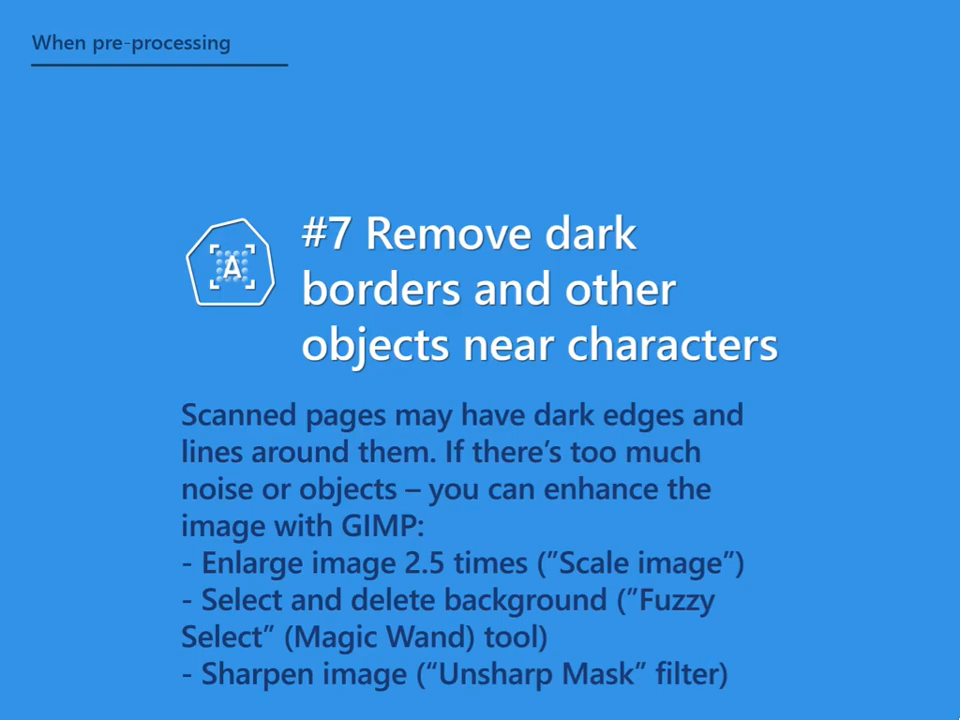 When pre-processing
A
#7 Remove dark
borders and other
objects near characters
Scanned pages may have dark edges and
lines around them. If there’s too much
noise or objects – you can enhance the
image with GIMP:
- Enlarge image 2.5 times (”Scale image”)
- Select and delete background (”Fuzzy
Select” (Magic Wand) tool)
- Sharpen image (“Unsharp Mask” filter)